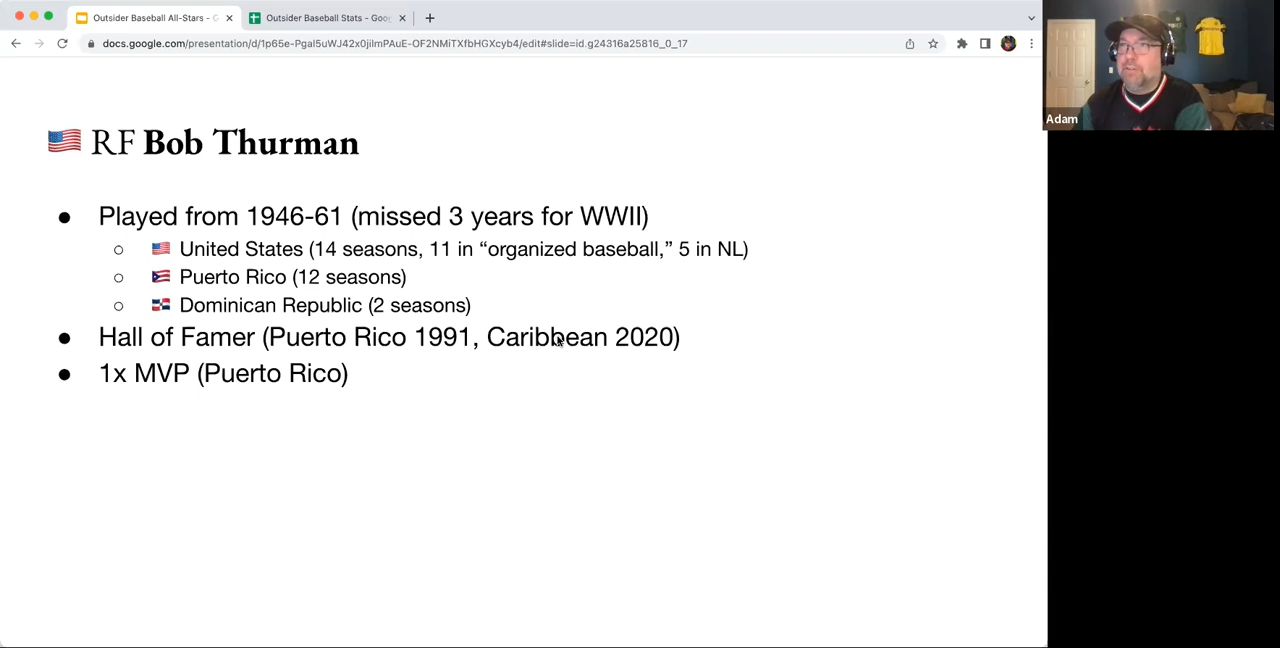 Outsider Baseball All-Stars - G
Outsider Baseball Stats - Goog
docs.google.com/presentation/d/1p65e-Pgal5uWJ42x0jilmPAuE-OF2NMiTXfbHGXcyb4/edit#slide=id.g24316a25816_0_17
Adam
RF Bob Thurman
● Played from 1946-61 (missed 3 years for WWII)
○ United States (14 seasons, 11 in “organized baseball,” 5 in NL)
○ Puerto Rico (12 seasons)
○ Dominican Republic (2 seasons)
● Hall of Famer (Puerto Rico 1991, Caribbean 2020)
● 1x MVP (Puerto Rico)